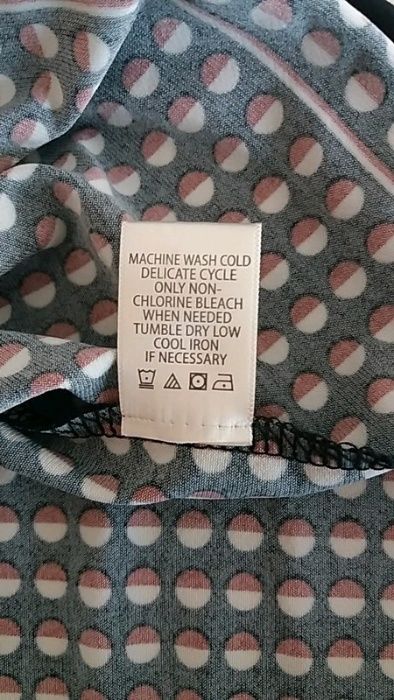 MACHINE WASH COLD
DELICATE CYCLE
ONLY NON-
CHLORINE BLEACH
WHEN NEEDED
TUMBLE DRY LOW
COOL IRON
IF NECESSARY